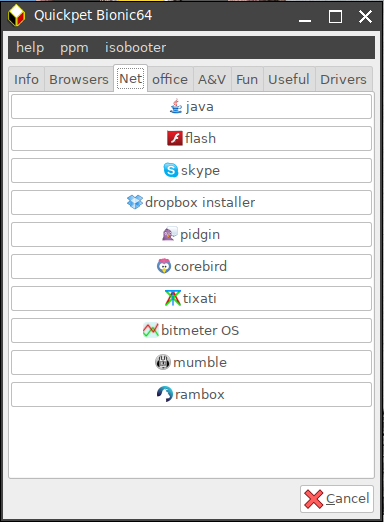 Quickpet Bionic64
help ppm isobooter
Info Browsers Net office A&V Fun Useful Drivers
java
flash
skype
dropbox installer
pidgin
corebird
tixati
bitmeter OS
mumble
rambox
Cancel